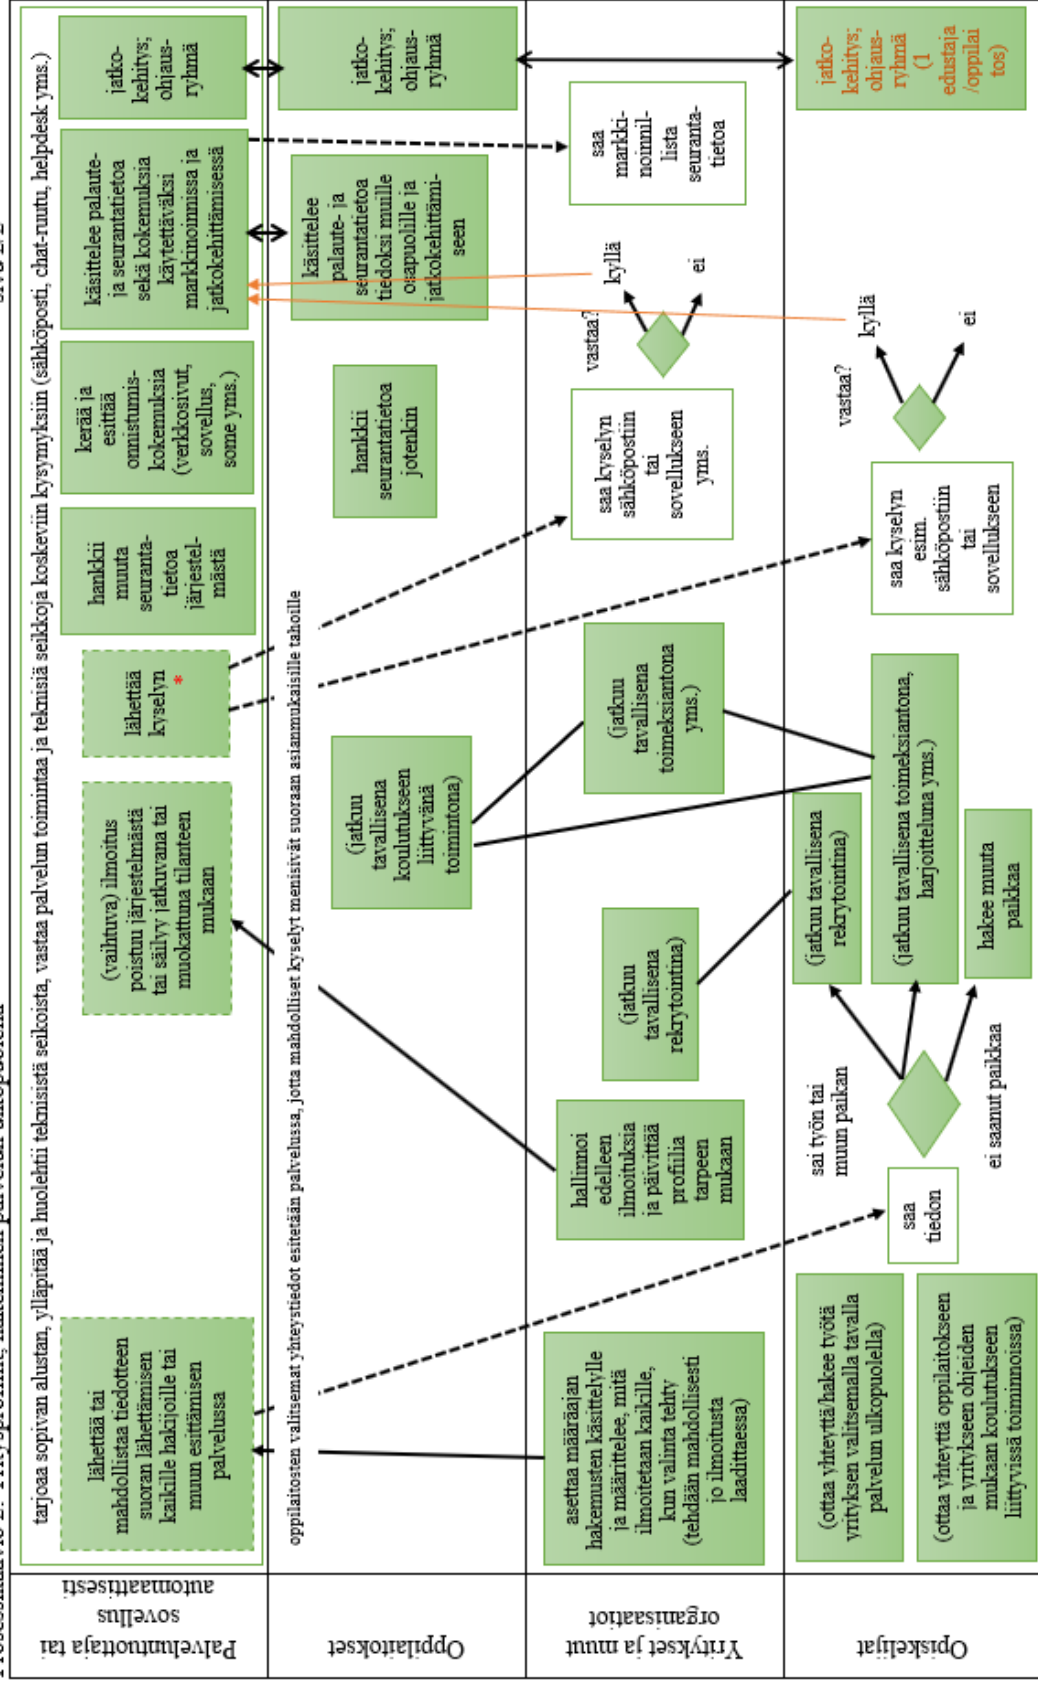 Palveluntuottaja tai
sovellus
automaattisesti
tarjoaa sopivan alustan, ylläpitää ja huolehtii teknisistä seikoista, vastaa palvelun toimintaa ja teknisiä seikkoja koskeviin kysymyksiin (sähköposti, chat-ruutu, helpdesk yms.)
lähettää tai
mahdollistaa tiedotteen
suoran lähettämisen
kaikille hakijoille tai
muun esittämisen
palvelussa
(vaihtuva) ilmoitus
poistuu järjestelmästä
tai säilyy jatkuvana tai
muokattuna tilanteen
mukaan
lähettää
kyselyn
*
hankkii
muuta
seuranta-
tietoa
järjestel-
mästä
kerää ja
esittää
onnistumis-
kokemuksia
(verkkosivut,
sovellus,
some yms.)
käsittelee palaute-
ja seurantatietoa
sekä kokemuksia
käytettäväksi
markkinoinnissa ja
jatkokehittämisessä
jatko-
kehitys;
ohjaus-
ryhmä
Oppilaitokset
oppilaitosten valitsemat yhteystiedot esitetään palvelussa, jotta mahdolliset kyselyt menisivät suoraan asianmukaisille tahoille
(jatkuu
tavallisena
koulutukseen
liittyvänä
toimintona)
hankkii
seurantatietoa
jotenkin
käsittelee
palaute- ja
seurantatietoa
tiedoksi muille
osapuolille ja
jatkokehittämi-
seen
jatko-
kehitys;
ohjaus-
ryhmä
Yritykset ja muut
organisaatiot
asettaa määräajan
hakemusten käsittelylle
ja määrittelee, mitä
ilmoitetaan kaikille,
kun valinta tehty
(tehdään mahdollisesti
jo ilmoitusta
laadittaessa)
hallinnoi
edelleen
ilmoituksia
ja päivittää
profiilia
tarpeen
mukaan
(jatkuu
tavallisena
rekrytointina)
(jatkuu
tavallisena
toimeksiantona
yms.)
saa kyselyn
sähköpostiin
tai
sovellukseen
yms.
vastaa?
kyllä
ei
saa
markki-
noinnil-
lista
seuranta-
tietoa
Opiskelijat
(ottaa yhteyttä/hakee työtä
yrityksen valitsemalla tavalla
palvelun ulkopuolella)
(ottaa yhteyttä oppilaitokseen
ja yritykseen ohjeiden
mukaan koulutukseen
liittyvissä toiminnoissa)
saa
tiedon
sai työn tai
muun paikan
ei saanut paikkaa
(jatkuu tavallisena
rekrytointina)
(jatkuu tavallisena toimeksiantona,
harjoitteluna yms.)
hakee muuta
paikkaa
saa kyselyn
esim.
sähköpostiin
tai
sovellukseen
vastaa?
kyllä
ei
jatko-
kehitys;
ohjaus-
ryhmä
(1
edustaja
/oppilai
tos)